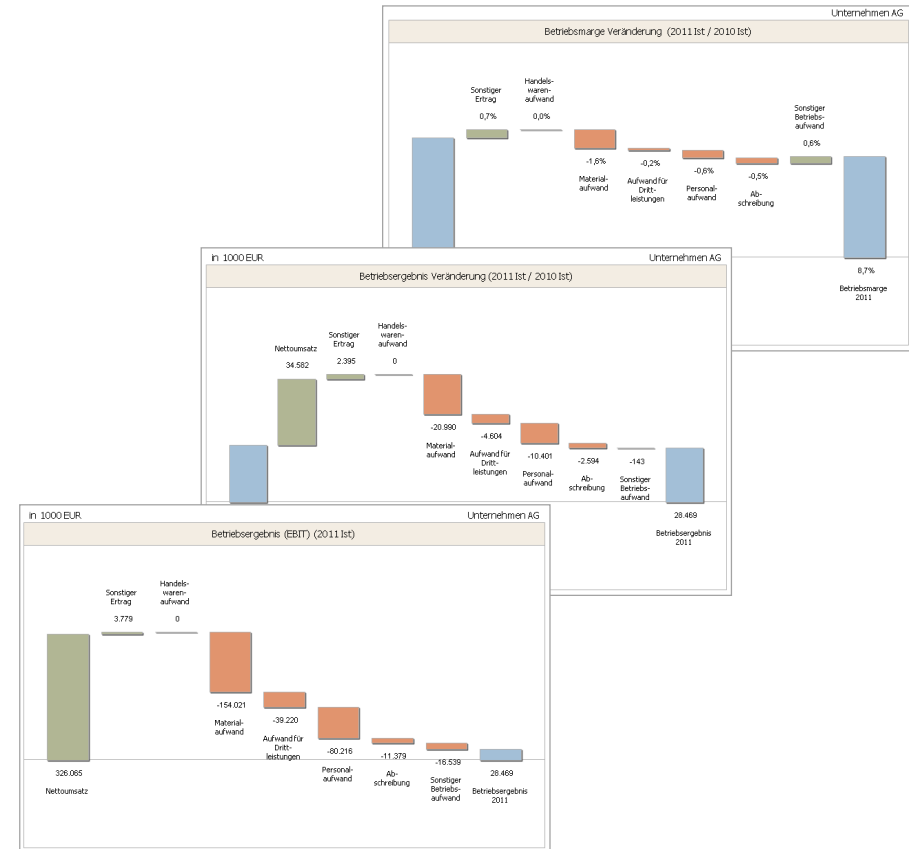 Unternehmen AG
Betriebsmarge Veränderung (2011 Ist / 2010 Ist)
Sonstiger
Ertrag
0,7%
Handels-
waren-
aufwand
0,0%
-1,6%
Material-
aufwand
-0,2%
Aufwand für
Dritt-
leistungen
-0,6%
Personal-
aufwand
-0,5%
Ab-
schreibung
Sonstiger
Betriebs-
aufwand
0,6%
8,7%
Betriebsmarge
2011
in 1000 EUR
Unternehmen AG
Betriebsergebnis Veränderung (2011 Ist / 2010 Ist)
Nettoumsatz
34.582
Sonstiger
Ertrag
2.395
Handels-
waren-
aufwand
0
-20.990
Material-
aufwand
-4.604
Aufwand für
Dritt-
leistungen
-10.401
Personal-
aufwand
-2.594
Ab-
schreibung
-143
Sonstiger
Betriebs-
aufwand
28.469
Betriebsergebnis
2011
in 1000 EUR
Unternehmen AG
Betriebsergebnis (EBIT) (2011 Ist)
326.065
Nettoumsatz
Sonstiger
Ertrag
3.779
Handels-
waren-
aufwand
0
-154.021
Material-
aufwand
-39.220
Aufwand für
Dritt-
leistungen
-80.216
Personal-
aufwand
-11.379
Ab-
schreibung
-16.539
Sonstiger
Betriebs-
aufwand
28.469
Betriebsergebnis
2011